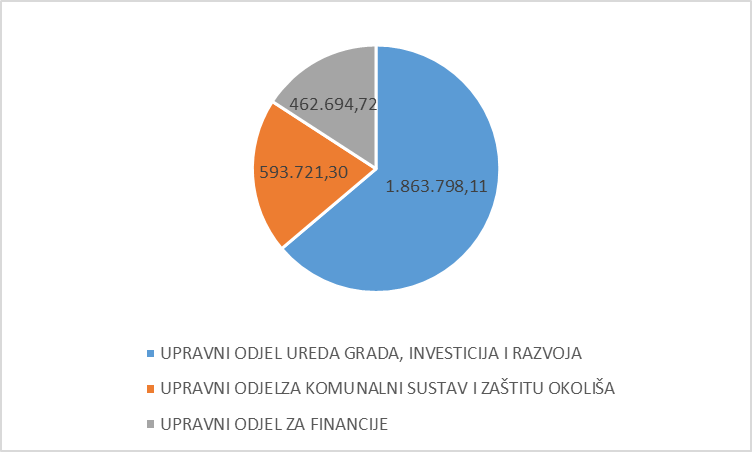 462.694,72
593.721,30
1.863.798,11
UPRAVNI ODJEL UREDA GRADA, INVESTICIJA I RAZVOJA
UPRAVNI ODJELZA KOMUNALNI SUSTAV I ZAŠTITU OKOLIŠA
UPRAVNI ODJEL ZA FINANCIJE